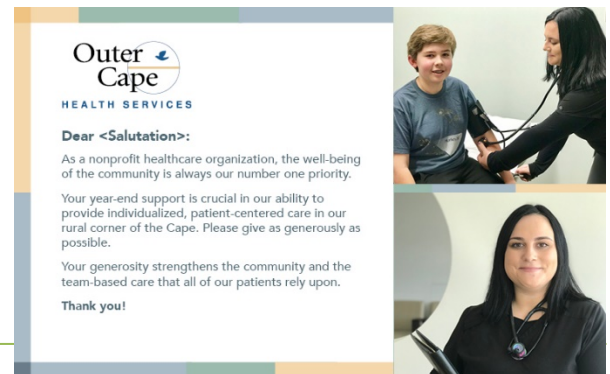 Outer
Cape
HEALTH SERVICES
Dear <Salutation>:
As a nonprofit healthcare organization, the well-being
of the community is always our number one priority.
Your year-end support is crucial in our ability to
provide individualized, patient-centered care in our
rural corner of the Cape. Please give as generously as
possible.
Your generosity strengthens the community and the
team-based care that all of our patients rely upon.
Thank you!